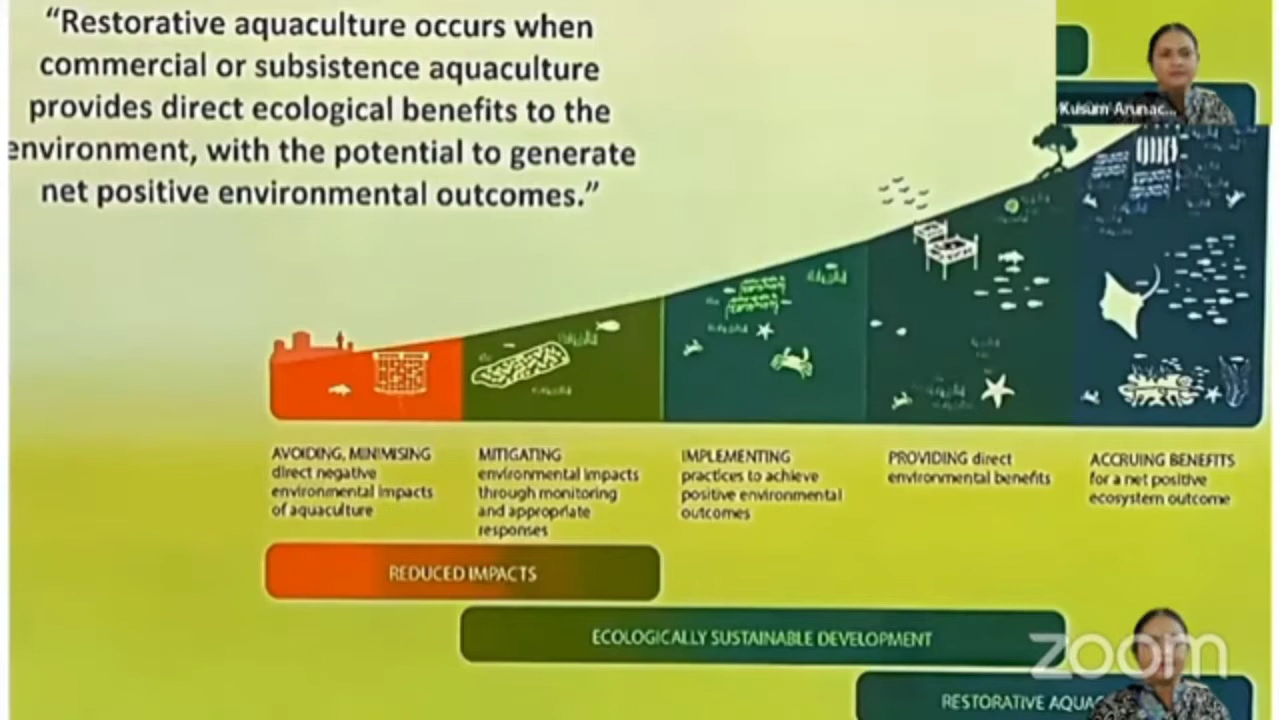 “Restorative aquaculture occurs when
commercial or subsistence aquaculture
provides direct ecological benefits to the
environment, with the potential to generate
net positive environmental outcomes.”
Kusum Arunac...
AVOIDING, MINIMISING
direct negative
environmental impacts
of aquaculture
MITIGATING
environmental impacts
through monitoring
and appropriate
responses
IMPLEMENTING
practices to achieve
positive environmental
outcomes
PROVIDING direct
environmental benefits
ACCRUING BENEFITS
for a net positive
ecosystem outcome
REDUCED IMPACTS
ECOLOGICALLY SUSTAINABLE DEVELOPMENT
zoom
RESTORATIVE AQUAC